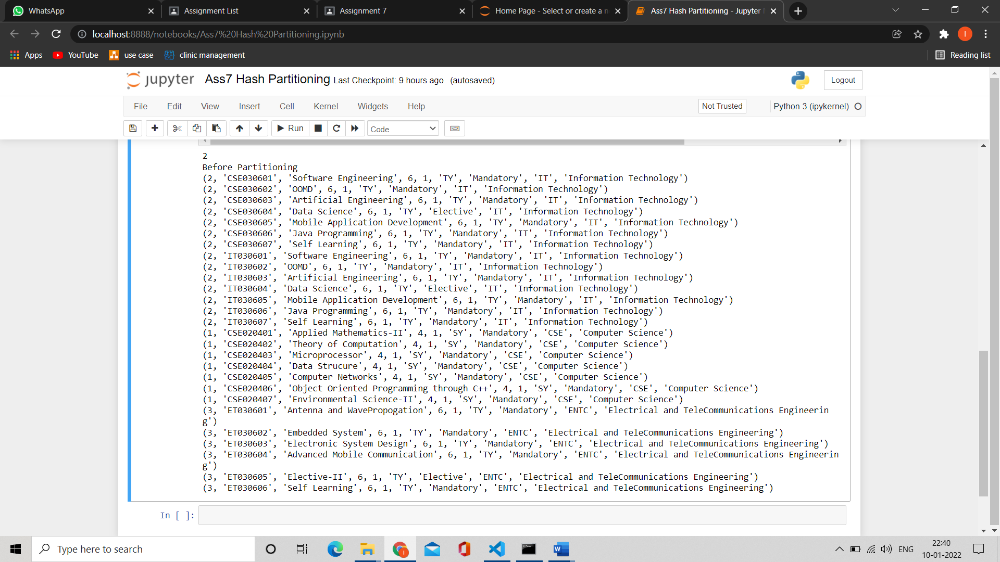 WhatsApp
Assignment List
Assignment 7
Home Page - Select or create a n
Ass7 Hash Partitioning - Jupyter
localhost:8888/notebooks/Ass7%20Hash%20Partitioning.ipynb
I
Apps
YouTube
use case
clinic management
Reading list
jupyter
Ass7 Hash Partitioning
Last Checkpoint: 9 hours ago (autosaved)
Logout
File
Edit
View
Insert
Cell
Kernel
Widgets
Help
Not Trusted
Python 3 (ipykernel)
Run
Code
2
Before Partitioning
(2, 'CSE030601', 'Software Engineering', 6, 1, 'TY', 'Mandatory', 'IT', 'Information Technology')
(2, 'CSE030602', 'OOMD', 6, 1, 'TY', 'Mandatory', 'IT', 'Information Technology')
(2, 'CSE030603', 'Artificial Engineering', 6, 1, 'TY', 'Mandatory', 'IT', 'Information Technology')
(2, 'CSE030604', 'Data Science', 6, 1, 'TY', 'Elective', 'IT', 'Information Technology')
(2, 'CSE030605', 'Mobile Application Development', 6, 1, 'TY', 'Mandatory', 'IT', 'Information Technology')
(2, 'CSE030606', 'Java Programming', 6, 1, 'TY', 'Mandatory', 'IT', 'Information Technology')
(2, 'CSE030607', 'Self Learning', 6, 1, 'TY', 'Mandatory', 'IT', 'Information Technology')
(2, 'IT030601', 'Software Engineering', 6, 1, 'TY', 'Mandatory', 'IT', 'Information Technology')
(2, 'IT030602', 'OOMD', 6, 1, 'TY', 'Mandatory', 'IT', 'Information Technology')
(2, 'IT030603', 'Artificial Engineering', 6, 1, 'TY', 'Mandatory', 'IT', 'Information Technology')
(2, 'IT030604', 'Data Science', 6, 1, 'TY', 'Elective', 'IT', 'Information Technology')
(2, 'IT030605', 'Mobile Application Development', 6, 1, 'TY', 'Mandatory', 'IT', 'Information Technology')
(2, 'IT030606', 'Java Programming', 6, 1, 'TY', 'Mandatory', 'IT', 'Information Technology')
(2, 'IT030607', 'Self Learning', 6, 1, 'TY', 'Mandatory', 'IT', 'Information Technology')
(1, 'CSE020401', 'Applied Mathematics-II', 4, 1, 'SY', 'Mandatory', 'CSE', 'Computer Science')
(1, 'CSE020402', 'Theory of Computation', 4, 1, 'SY', 'Mandatory', 'CSE', 'Computer Science')
(1, 'CSE020403', 'Microprocessor', 4, 1, 'SY', 'Mandatory', 'CSE', 'Computer Science')
(1, 'CSE020404', 'Data Strucure', 4, 1, 'SY', 'Mandatory', 'CSE', 'Computer Science')
(1, 'CSE020405', 'Computer Networks', 4, 1, 'SY', 'Mandatory', 'CSE', 'Computer Science')
(1, 'CSE020406', 'Object Oriented Programming through C++', 4, 1, 'SY', 'Mandatory', 'CSE', 'Computer Science')
(1, 'CSE020407', 'Environmental Science-II', 4, 1, 'SY', 'Mandatory', 'CSE', 'Computer Science')
(3, 'ET030601', 'Antenna and WavePropogation', 6, 1, 'TY', 'Mandatory', 'ENTC', 'Electrical and TeleCommunications Engineerin
g')
(3, 'ET030602', 'Embedded System', 6, 1, 'TY', 'Mandatory', 'ENTC', 'Electrical and TeleCommunications Engineering')
(3, 'ET030603', 'Electronic System Design', 6, 1, 'TY', 'Mandatory', 'ENTC', 'Electrical and TeleCommunications Engineering')
(3, 'ET030604', 'Advanced Mobile Communication', 6, 1, 'TY', 'Mandatory', 'ENTC', 'Electrical and TeleCommunications Engineerin
g')
(3, 'ET030605', 'Elective-II', 6, 1, 'TY', 'Elective', 'ENTC', 'Electrical and TeleCommunications Engineering')
(3, 'ET030606', 'Self Learning', 6, 1, 'TY', 'Mandatory', 'ENTC', 'Electrical and TeleCommunications Engineering')
In [ ]:
Type here to search
ENG
22:40
10-01-2022